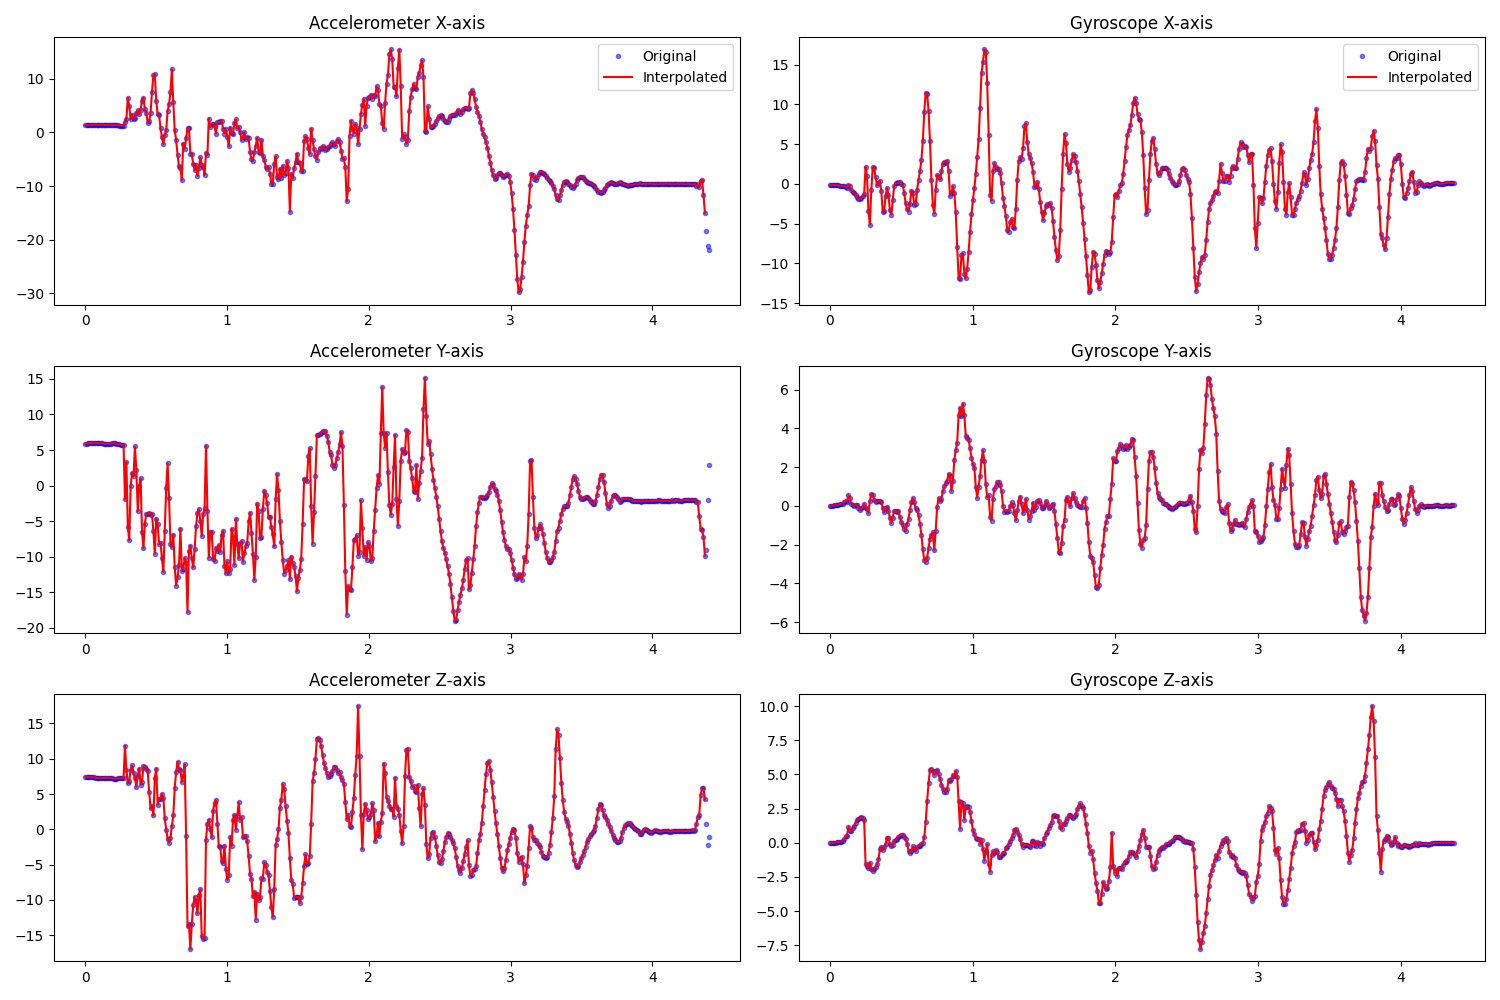 Accelerometer X-axis
Original
Interpolated
10
0
−10
−20
−30
0 1 2 3 4
Gyroscope X-axis
Original
Interpolated
15
10
5
0
−5
−10
−15
0 1 2 3 4
Accelerometer Y-axis
15
10
5
0
−5
−10
−15
−20
0 1 2 3 4
Gyroscope Y-axis
6
4
2
0
−2
−4
−6
0 1 2 3 4
Accelerometer Z-axis
15
10
5
0
−5
−10
−15
0 1 2 3 4
Gyroscope Z-axis
10.0
7.5
5.0
2.5
0.0
−2.5
−5.0
−7.5
0 1 2 3 4